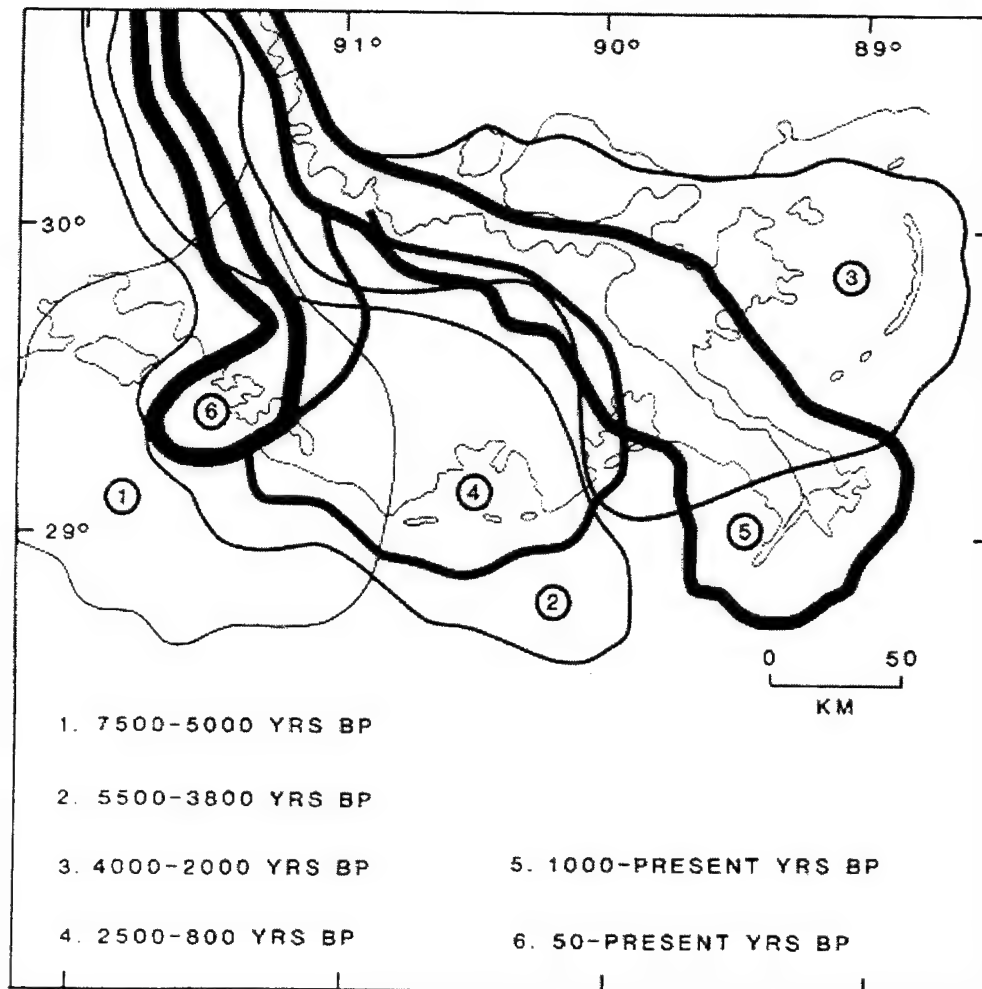 91° 90° 89°
30°
3
6
4
1
29°
5
2
0 50
KM
1. 7500-5000 YRS BP
2. 5500-3800 YRS BP
3. 4000-2000 YRS BP
5. 1000-PRESENT YRS BP
4. 2500-800 YRS BP
6. 50-PRESENT YRS BP